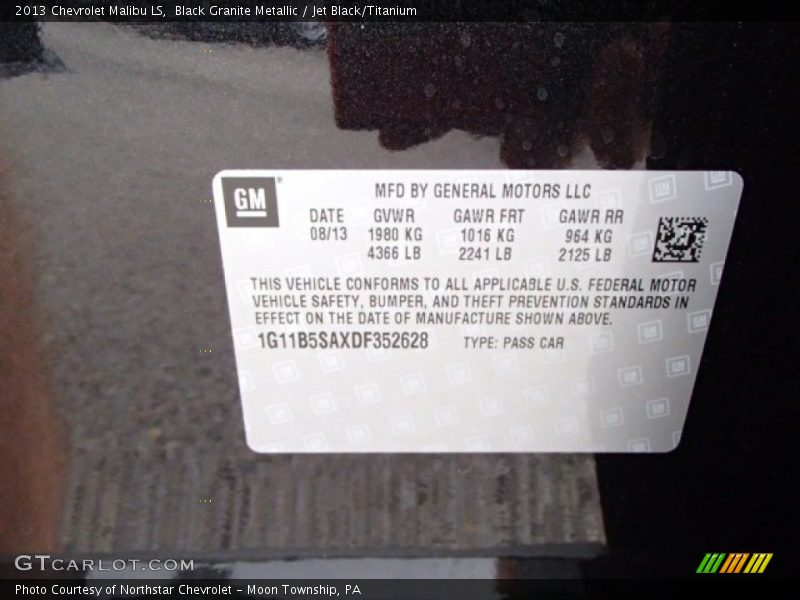 2013 Chevrolet Malibu LS, Black Granite Metallic / Jet Black/Titanium
GM
MFD BY GENERAL MOTORS LLC
DATE GVWR GAWR FRT GAWR RR
08/13 1980 KG 1016 KG 964 KG
4366 LB 2241 LB 2125 LB
THIS VEHICLE CONFORMS TO ALL APPLICABLE U.S. FEDERAL MOTOR
VEHICLE SAFETY, BUMPER, AND THEFT PREVENTION STANDARDS IN
EFFECT ON THE DATE OF MANUFACTURE SHOWN ABOVE.
1G11B5SAXDF352628 TYPE: PASS CAR
GTCARLOT.COM
Photo Courtesy of Northstar Chevrolet - Moon Township, PA